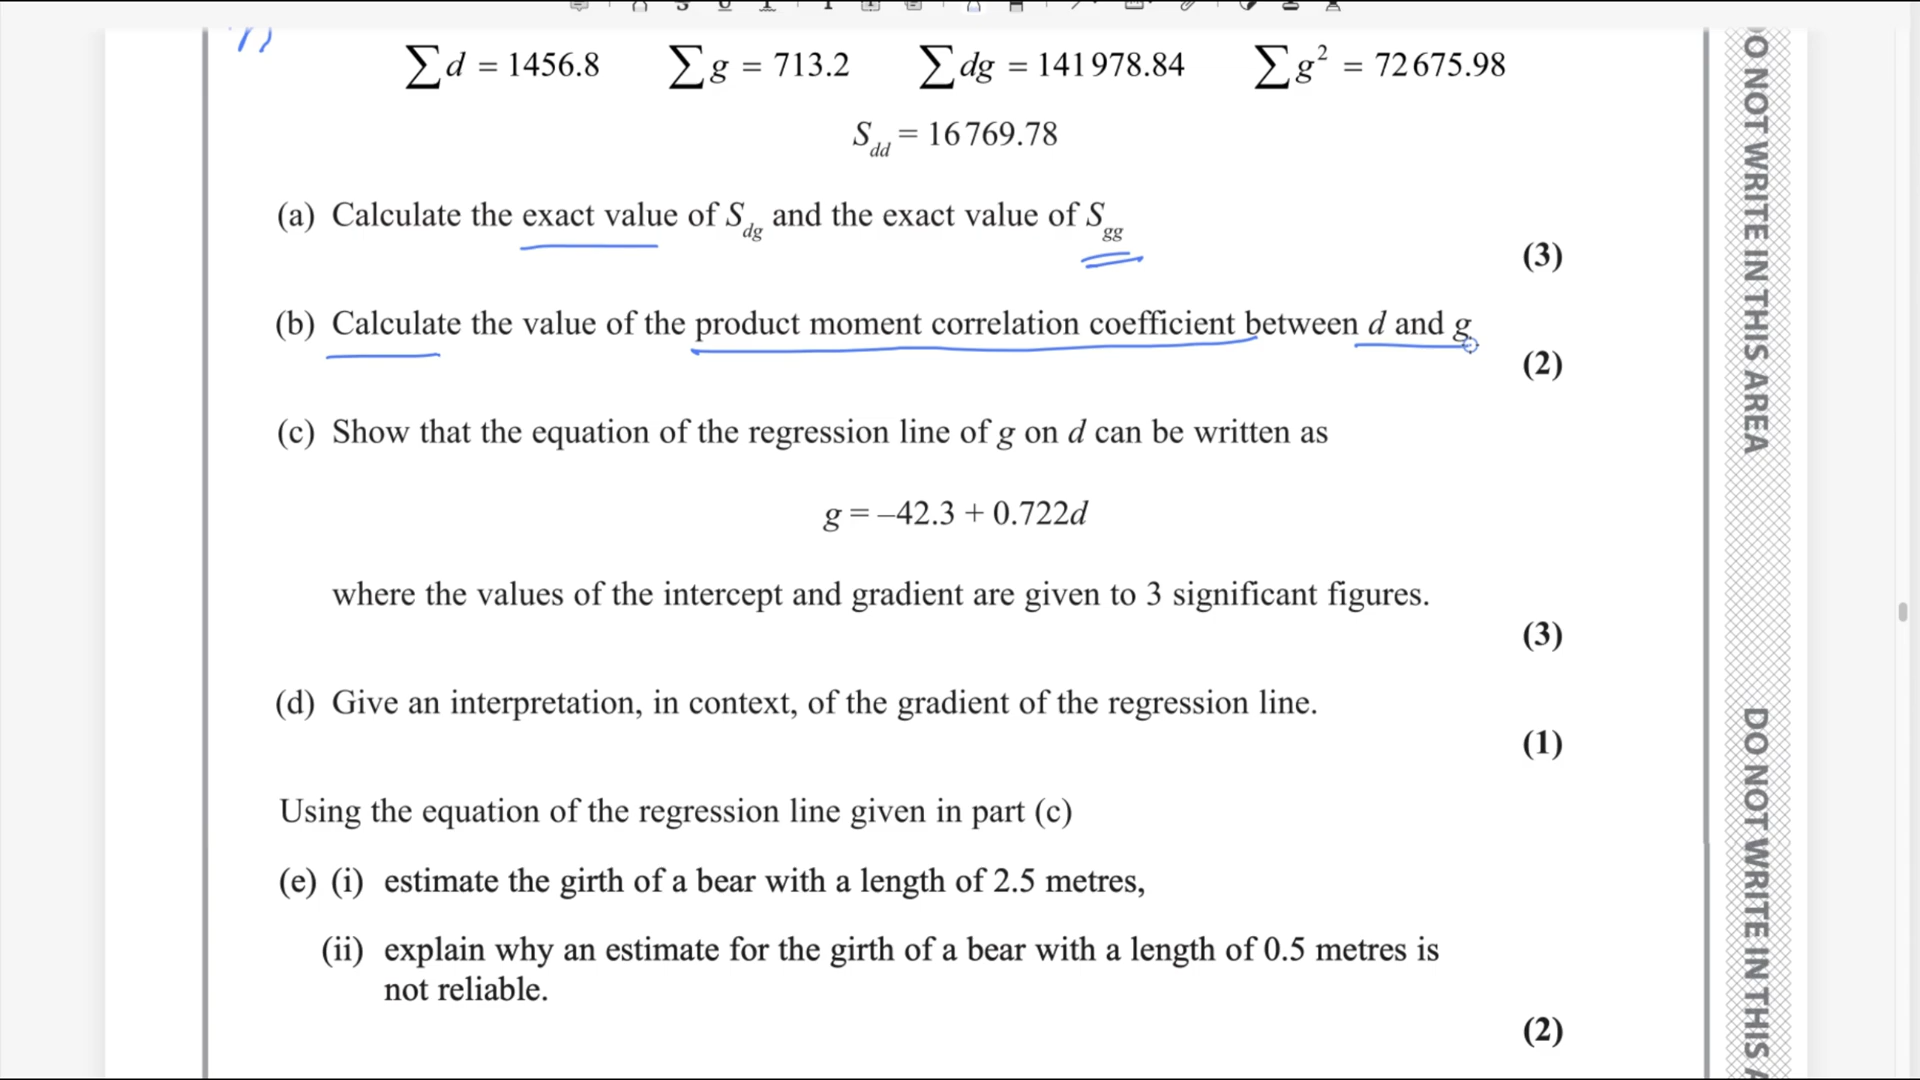 ∑d = 1456.8 ∑g = 713.2 ∑dg = 141978.84 ∑g² = 72675.98
S_dd = 16769.78
(a) Calculate the exact value of S_dg and the exact value of S_gg
(3)
(b) Calculate the value of the product moment correlation coefficient between d and g
(2)
(c) Show that the equation of the regression line of g on d can be written as
g = –42.3 + 0.722d
where the values of the intercept and gradient are given to 3 significant figures.
(3)
(d) Give an interpretation, in context, of the gradient of the regression line.
(1)
Using the equation of the regression line given in part (c)
(e) (i) estimate the girth of a bear with a length of 2.5 metres,
(ii) explain why an estimate for the girth of a bear with a length of 0.5 metres is
not reliable.
(2)
O NOT WRITE IN THIS AREA
DO NOT WRITE IN THIS A